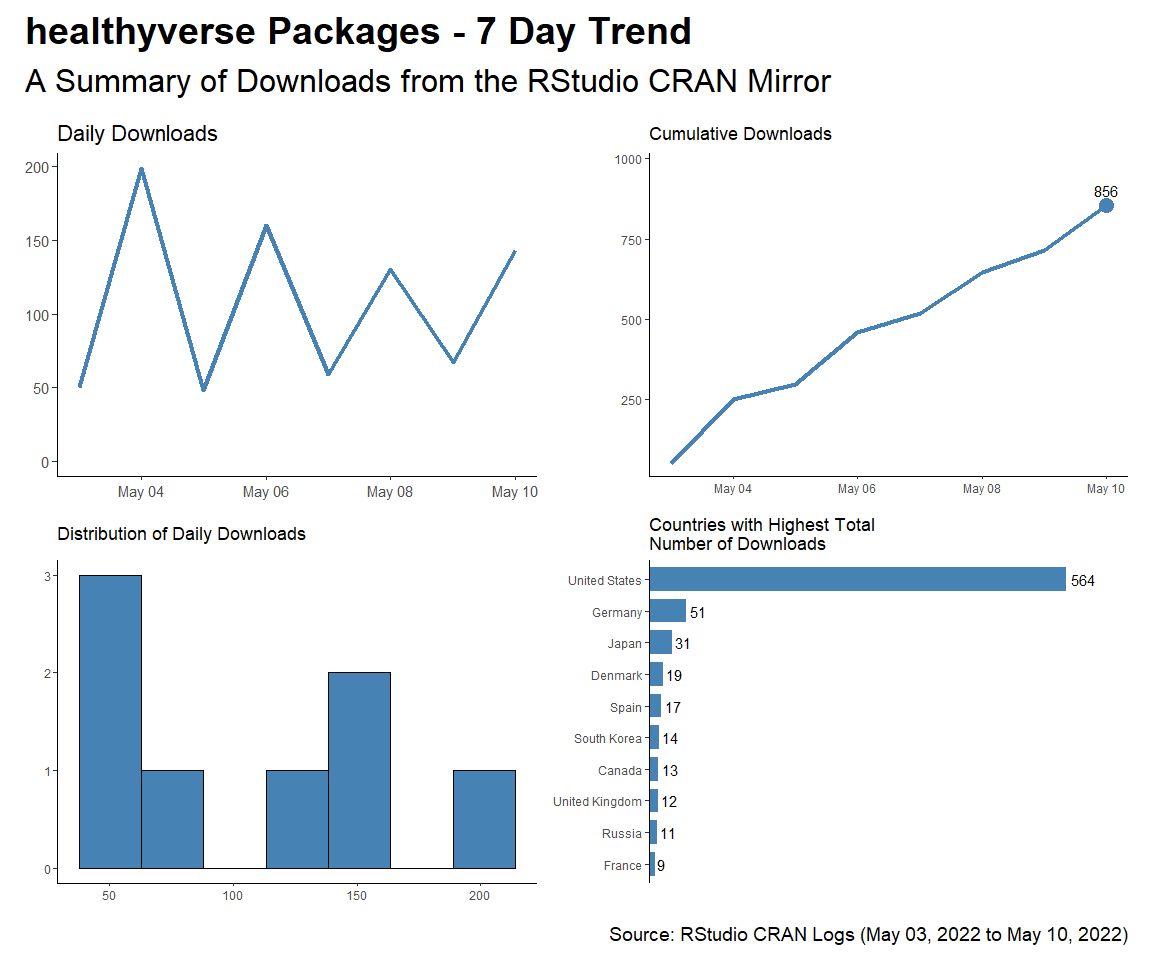 healthyverse Packages - 7 Day Trend
A Summary of Downloads from the RStudio CRAN Mirror
Daily Downloads
200
150
100
50
0
May 04 May 06 May 08 May 10
Cumulative Downloads
1000
750
500
250
856
May 04 May 06 May 08 May 10
Distribution of Daily Downloads
3
2
1
0
50 100 150 200
Countries with Highest Total
Number of Downloads
United States 564
Germany 51
Japan 31
Denmark 19
Spain 17
South Korea 14
Canada 13
United Kingdom 12
Russia 11
France 9
Source: RStudio CRAN Logs (May 03, 2022 to May 10, 2022)